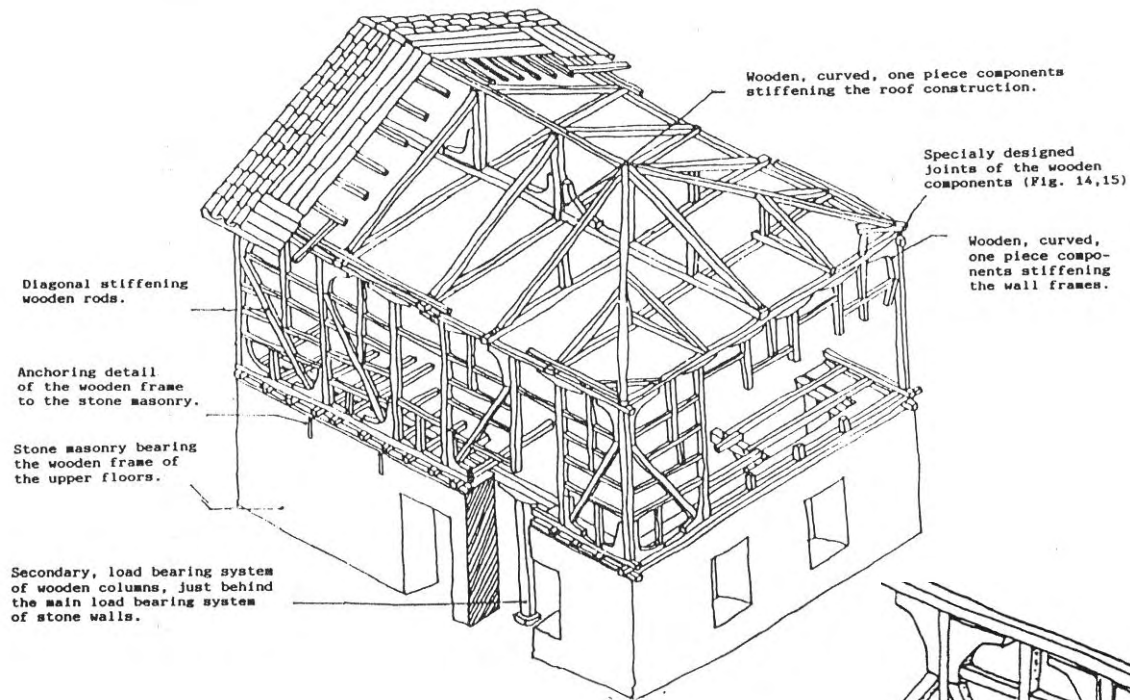 Wooden, curved, one piece components
stiffening the roof construction.
Specialy designed
joints of the wooden
components (Fig. 14,15)
Wooden, curved,
one piece compo-
nents stiffening
the wall frames.
Diagonal stiffening
wooden rods.
Anchoring detail
of the wooden frame
to the stone masonry.
Stone masonry bearing
the wooden frame of
the upper floors.
Secondary, load bearing system
of wooden columns, just behind
the main load bearing system
of stone walls.